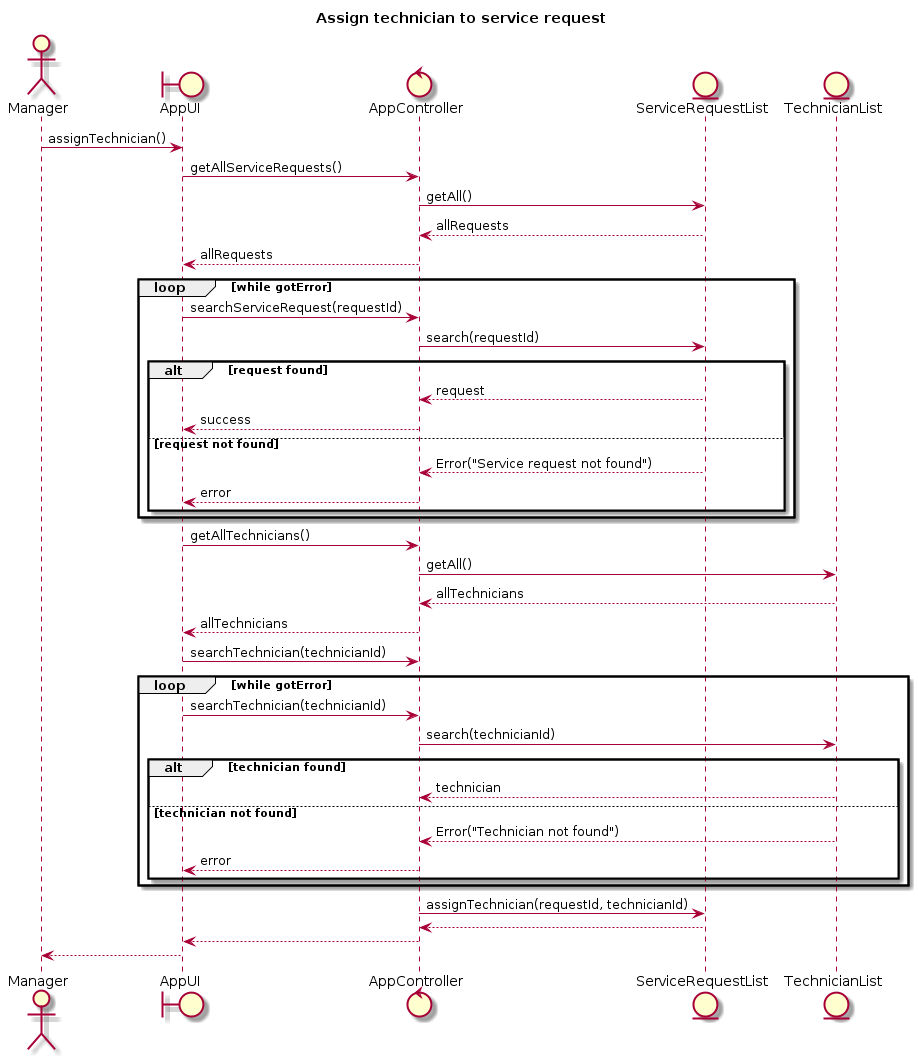 Assign technician to service request
Manager
AppUI
AppController
ServiceRequestList
TechnicianList
assignTechnician()
getAllServiceRequests()
getAll()
allRequests
allRequests
loop [while gotError]
searchServiceRequest(requestId)
search(requestId)
alt [request found]
request
success
[request not found]
Error("Service request not found")
error
getAllTechnicians()
getAll()
allTechnicians
allTechnicians
searchTechnician(technicianId)
loop [while gotError]
searchTechnician(technicianId)
search(technicianId)
alt [technician found]
technician
[technician not found]
Error("Technician not found")
error
assignTechnician(requestId, technicianId)
Manager
AppUI
AppController
ServiceRequestList
TechnicianList